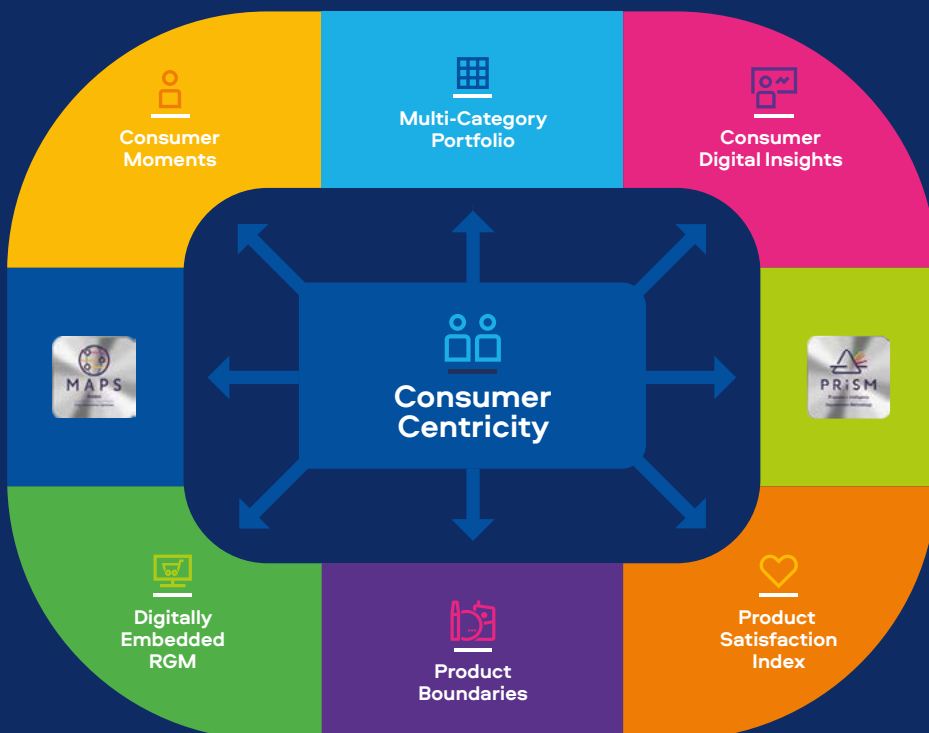 Consumer
Moments
Multi-Category
Portfolio
Consumer
Digital Insights
MAPS
Consumer
Centricity
PRiSM
Digitally
Embedded
RGM
Product
Boundaries
Product
Satisfaction
Index